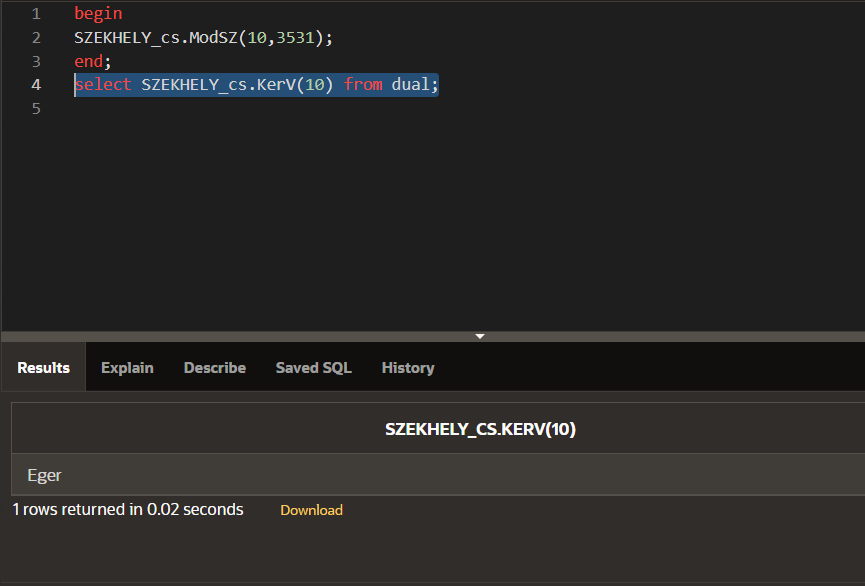 1 begin
2 SZEKHELY_cs.ModSZ(10,3531);
3 end;
4 select SZEKHELY_cs.KerV(10) from dual;
5
Results Explain Describe Saved SQL History
SZEKHELY_CS.KERV(10)
Eger
1 rows returned in 0.02 seconds Download